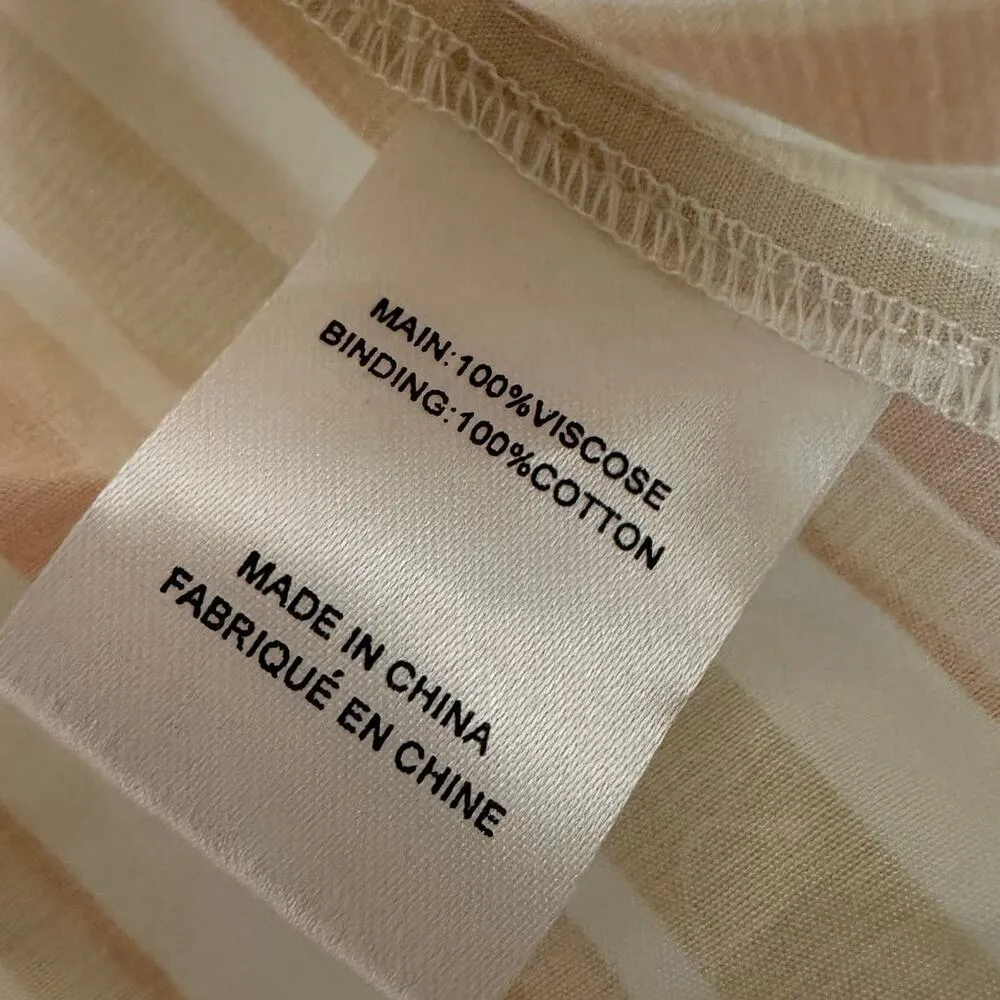 MAIN:100%VISCOSE
BINDING:100%COTTON
MADE IN CHINA
FABRIQUÉ EN CHINE